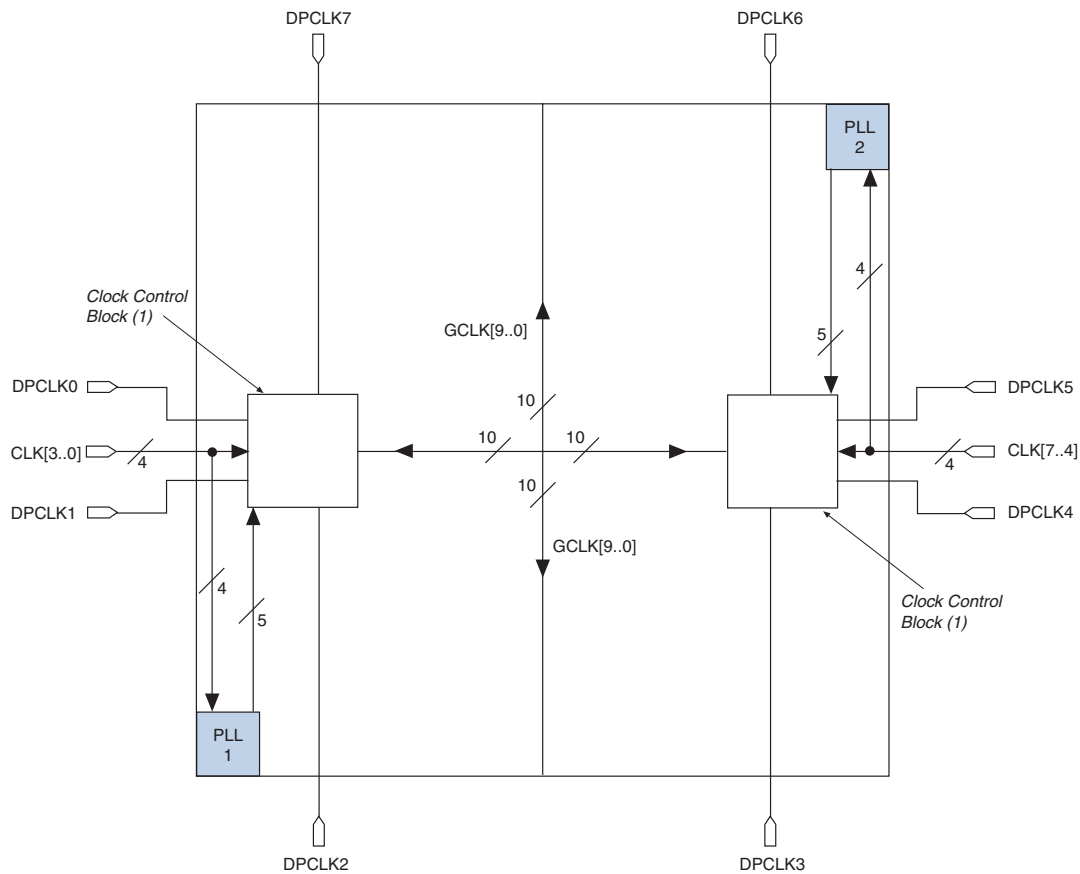 DPCLK7
DPCLK6
PLL
2
4
Clock Control
Block (1)
GCLK[9..0]
5
DPCLK0
DPCLK5
10
CLK[3..0]
4
10
10
4
CLK[7..4]
10
DPCLK1
DPCLK4
GCLK[9..0]
4
5
Clock Control
Block (1)
PLL
1
DPCLK2
DPCLK3